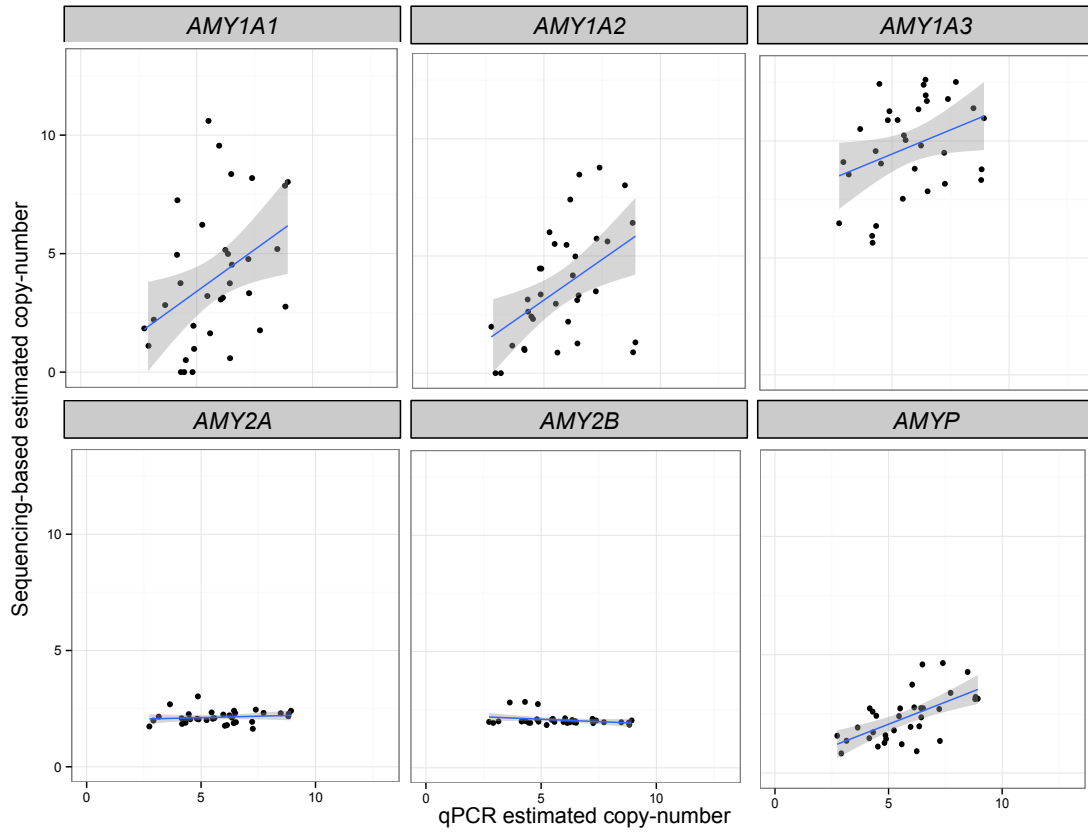 AMY1A1 AMY1A2 AMY1A3
10
5
0
Sequencing-based estimated copy-number
AMY2A AMY2B AMYP
10
5
0
0 5 10 0 5 10 0 5 10
qPCR estimated copy-number